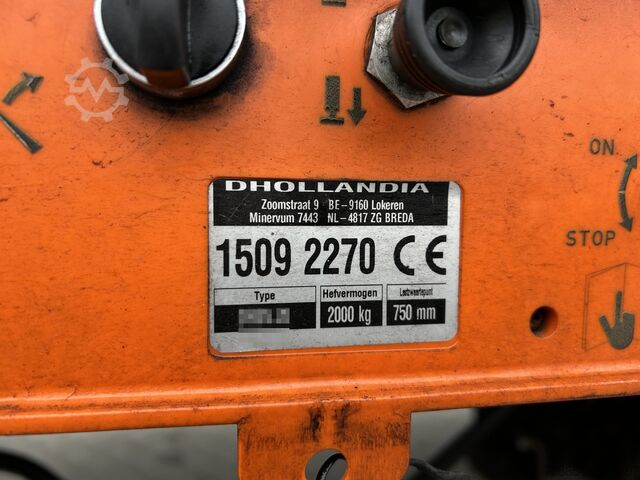 DHOLLANDIA
Zoomstraat 9 BE-9160 Lokeren
Minervum 7443 NL-4817 ZG BREDA
1509 2270 CE
Type Hefvermogen Lastzwaartepunt
2000 kg 750 mm
ON
STOP